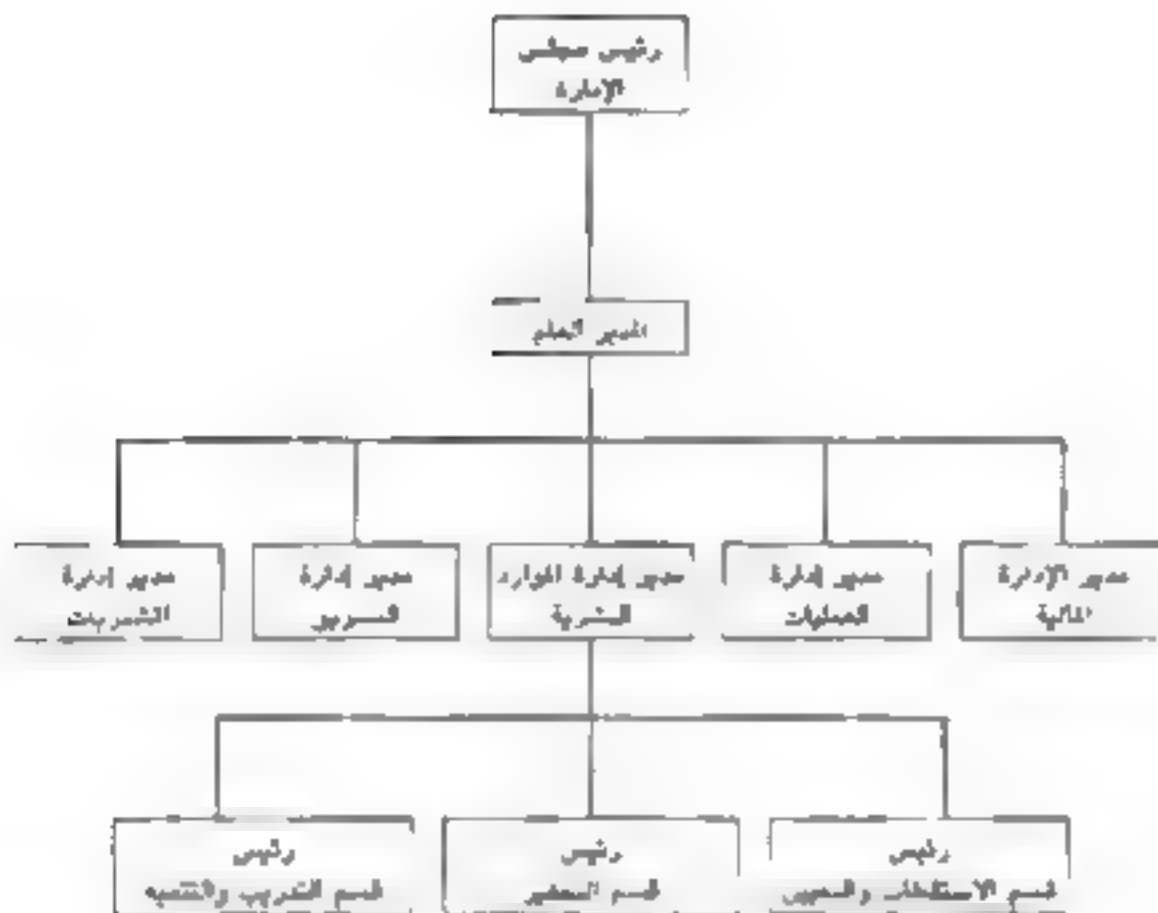 رئيس مجلس
الإدارة
المدير العام
مدير الإدارة
المالية
مدير إدارة
العمليات
مدير إدارة الموارد
البشرية
مدير إدارة
التسويق
مدير إدارة
المشتريات
رئيس
قسم الاستقطاب والتعيين
رئيس
قسم
رئيس
قسم التدريب والتنمية